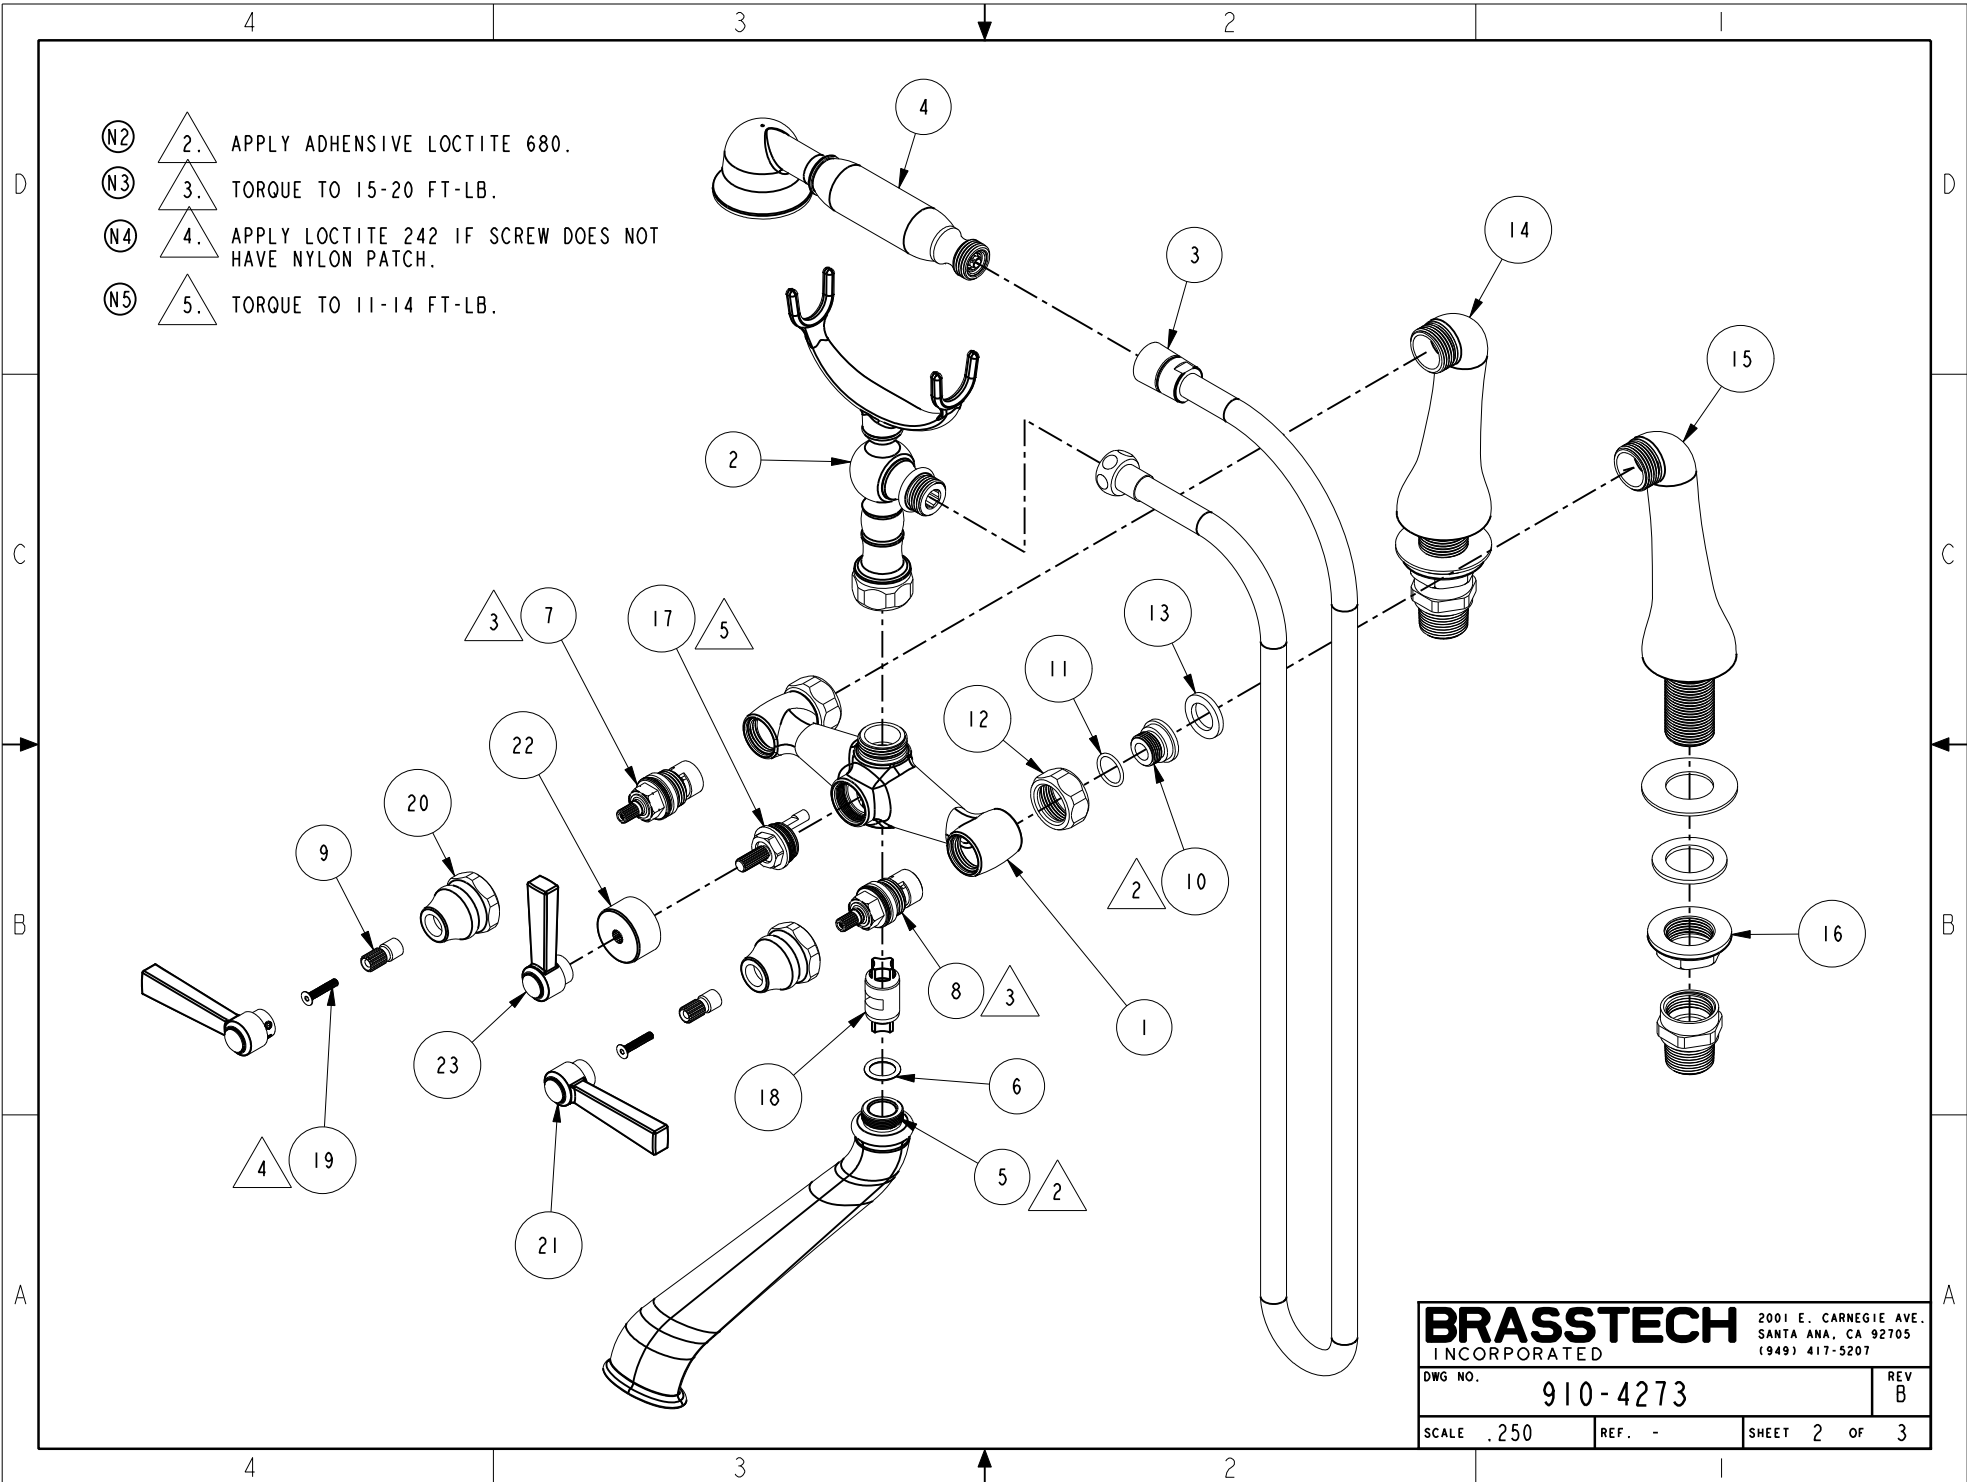 4 3 2 1
N2 2. APPLY ADHENSIVE LOCTITE 680.
N3 3. TORQUE TO 15-20 FT-LB.
N4 4. APPLY LOCTITE 242 IF SCREW DOES NOT
HAVE NYLON PATCH.
N5 5. TORQUE TO 11-14 FT-LB.
D D
4
3
14
15
2
C C
3 7
17 5
13
11
12
22
20
9
2 10
B B
16
8 3
1
23
18
6
4 19
5 2
21
A A
BRASSTECH
INCORPORATED
2001 E. CARNEGIE AVE.
SANTA ANA, CA 92705
(949) 417-5207
DWG NO. 910-4273 REV B
SCALE .250 REF. - SHEET 2 OF 3
4 3 2 1